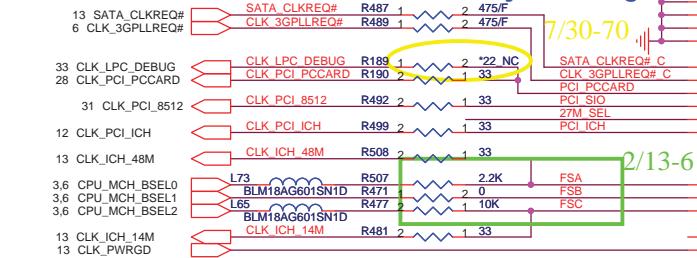 13 SATA_CLKREQ# SATA_CLKREQ# R487 1 2 475/F
6 CLK_3GPLLREQ# CLK_3GPLLREQ# R489 1 2 475/F
7/30-70
33 CLK_LPC_DEBUG CLK_LPC_DEBUG R189 1 2 *22_NC SATA_CLKREQ#_C
28 CLK_PCI_PCCARD CLK_PCI_PCCARD R190 2 1 33 CLK_3GPLLREQ#_C
PCI_PCCARD
31 CLK_PCI_8512 CLK_PCI_8512 R492 2 1 33 PCI_SIO
27M_SEL
12 CLK_PCI_ICH CLK_PCI_ICH R499 2 1 33 PCI_ICH
13 CLK_ICH_48M CLK_ICH_48M R508 2 1 33
2/13-6
3,6 CPU_MCH_BSEL0 L73 R507 2.2K FSA
3,6 CPU_MCH_BSEL1 BLM18AG601SN1D R471 1 2 0 FSB
3,6 CPU_MCH_BSEL2 L65 R477 2 1 10K FSC
BLM18AG601SN1D
13 CLK_ICH_14M CLK_ICH_14M R481 2 1 33
13 CLK_PWRGD